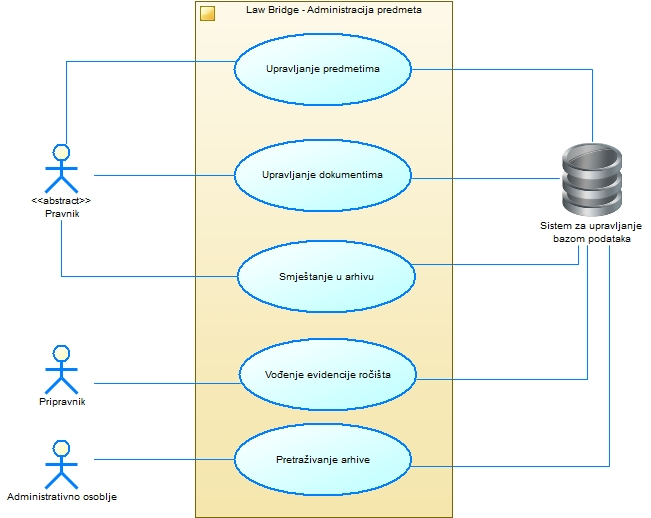 Law Bridge - Administracija predmeta
Upravljanje predmetima
Upravljanje dokumentima
<<abstract>>
Pravnik
Sistem za upravljanje
bazom podataka
Smještanje u arhivu
Vođenje evidencije ročišta
Pripravnik
Pretraživanje arhive
Administrativno osoblje